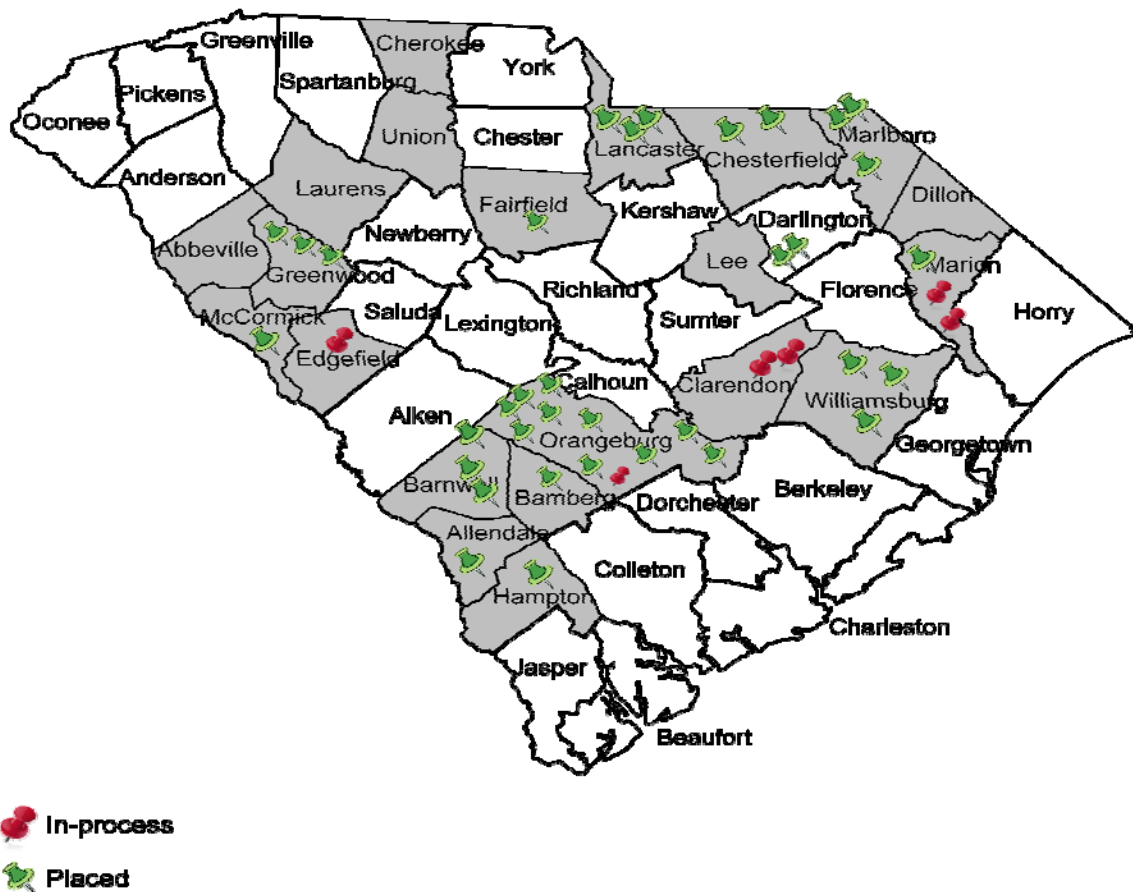 Greenville
Cherokee
York
Spartanburg
Pickens
Oconee
Union
Chester
Lancaster
Chesterfield
Marlboro
Anderson
Laurens
Fairfield
Kershaw
Darlington
Dillon
Abbeville
Newberry
Lee
Greenwood
Marion
Richland
Florence
McCormick
Saluda
Lexington
Sumter
Horry
Edgefield
Calhoun
Clarendon
Williamsburg
Aiken
Orangeburg
Georgetown
Barnwell
Bamberg
Dorchester
Berkeley
Allendale
Colleton
Hampton
Charleston
Jasper
Beaufort
In-process
Placed